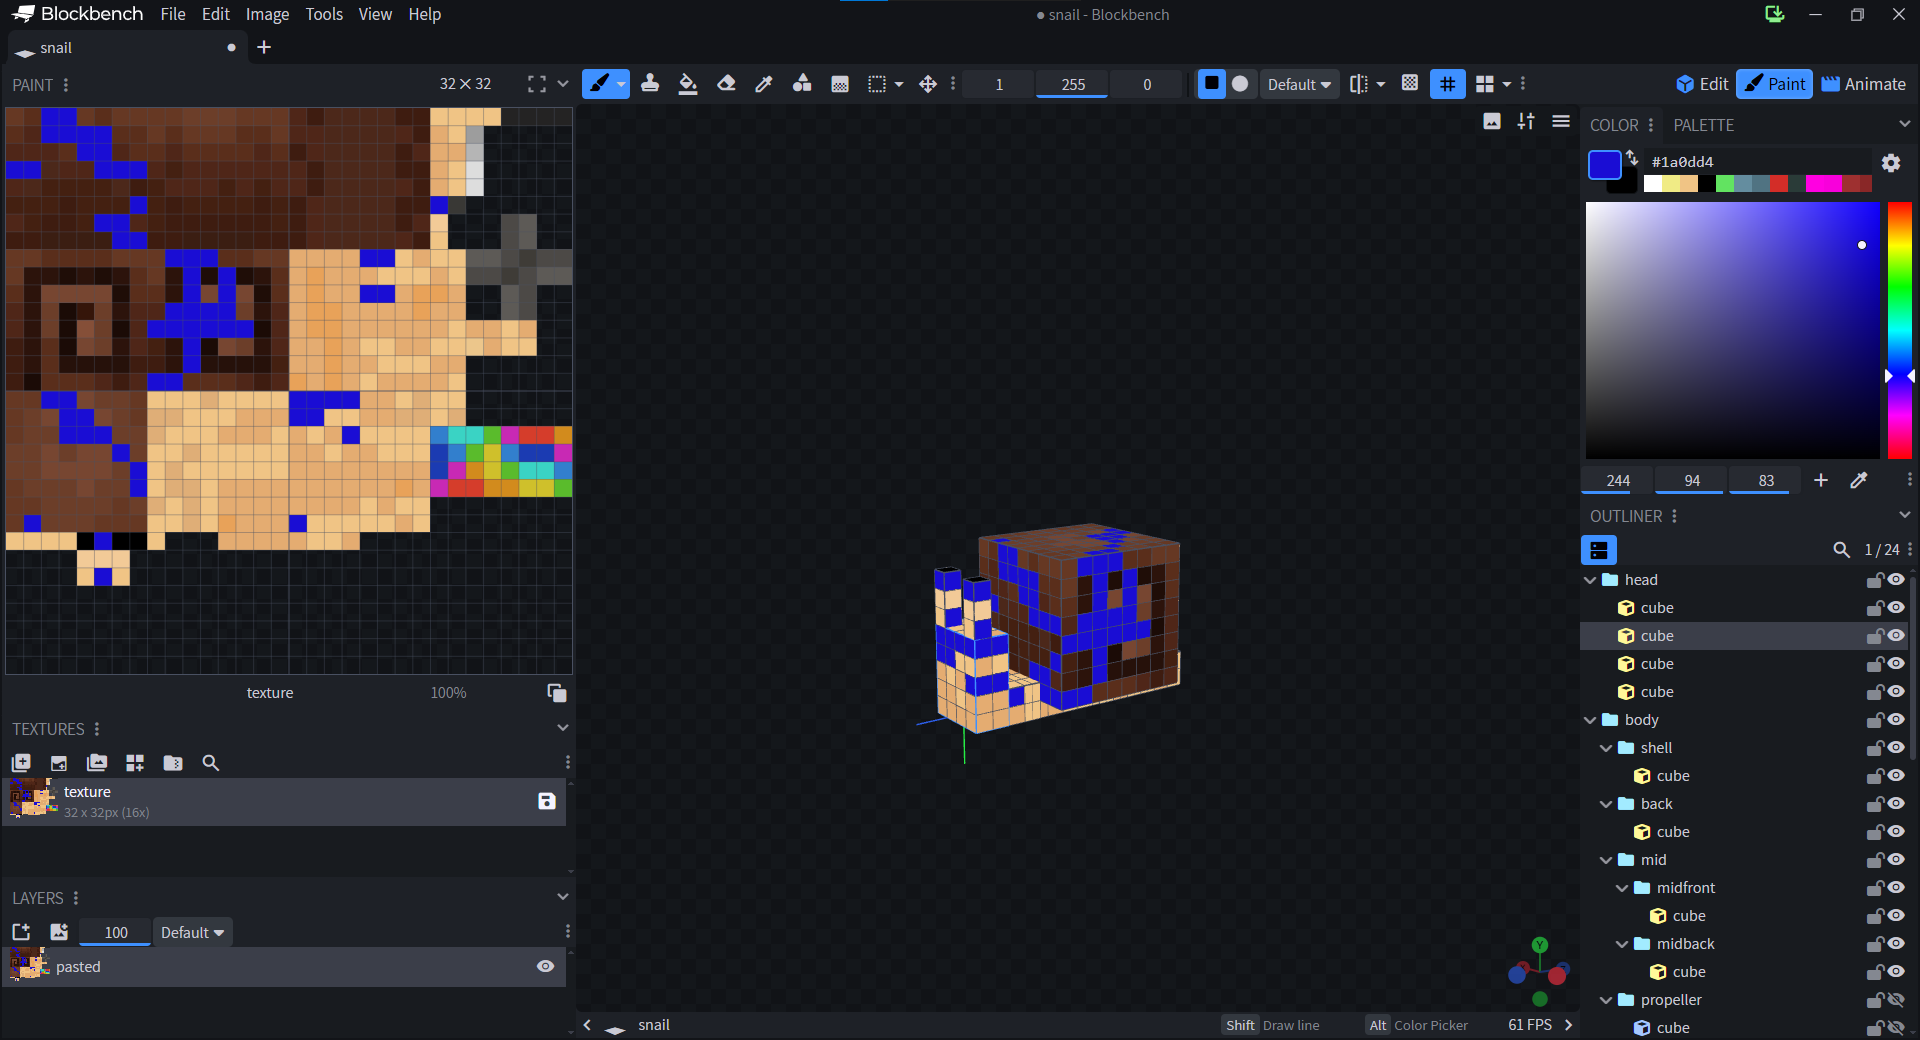 Blockbench File Edit Image Tools View Help
● snail - Blockbench
snail
PAINT
32×32
1 255 0
Default
Edit Paint Animate
COLOR PALETTE
#1a0dd4
244 94 83
OUTLINER
1 / 24
head
cube
cube
cube
cube
body
shell
cube
back
cube
mid
midfront
cube
midback
cube
propeller
cube
texture 100%
TEXTURES
texture
32 x 32px (16x)
LAYERS
100 Default
pasted
snail
Shift Draw line Alt Color Picker 61 FPS
Y